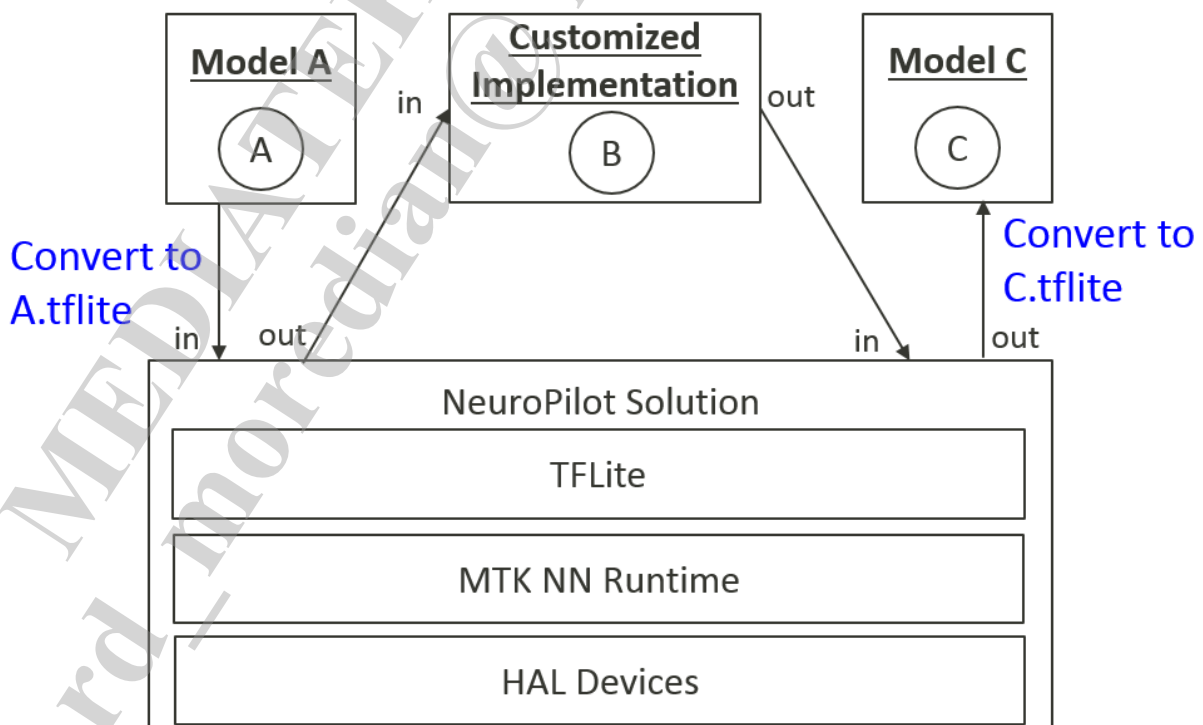 Model A
A
Customized
Implementation
B
Model C
C
in
out
Convert to
A.tflite
Convert to
C.tflite
in
out
in
out
NeuroPilot Solution
TFLite
MTK NN Runtime
HAL Devices